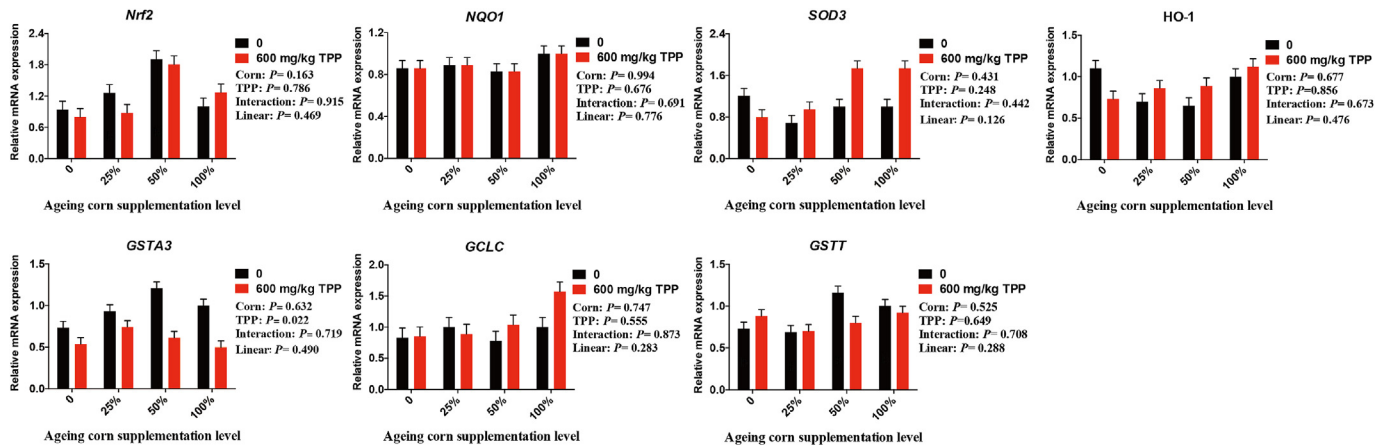 Nrf2
Relative mRNA expression
2.4
1.8
1.2
0.6
0.0
0
25%
50%
100%
Ageing corn supplementation level
0
600 mg/kg TPP
Corn: P= 0.163
TPP: P= 0.786
Interaction: P= 0.915
Linear: P= 0.469
NQO1
Relative mRNA expression
1.2
0.8
0.4
0.0
0
25%
50%
100%
Ageing corn supplementation level
0
600 mg/kg TPP
Corn: P= 0.994
TPP: P= 0.676
Interaction: P= 0.691
Linear: P= 0.776
SOD3
Relative mRNA expression
2.4
1.6
0.8
0.0
0
25%
50%
100%
Ageing corn supplementation level
0
600 mg/kg TPP
Corn: P= 0.431
TPP: P= 0.248
Interaction: P= 0.442
Linear: P= 0.126
HO-1
Relative mRNA expression
1.5
1.0
0.5
0.0
0
25%
50%
100%
Ageing corn supplementation level
0
600 mg/kg TPP
Corn: P= 0.677
TPP: P= 0.856
Interaction: P= 0.673
Linear: P= 0.476
GSTA3
Relative mRNA expression
1.5
1.0
0.5
0.0
0
25%
50%
100%
Ageing corn supplementation level
0
600 mg/kg TPP
Corn: P= 0.632
TPP: P= 0.022
Interaction: P= 0.719
Linear: P= 0.490
GCLC
Relative mRNA expression
2.0
1.5
1.0
0.5
0.0
0
25%
50%
100%
Ageing corn supplementation level
0
600 mg/kg TPP
Corn: P= 0.747
TPP: P= 0.555
Interaction: P= 0.873
Linear: P= 0.283
GSTT
Relative mRNA expression
1.5
1.0
0.5
0.0
0
25%
50%
100%
Ageing corn supplementation level
0
600 mg/kg TPP
Corn: P= 0.525
TPP: P= 0.649
Interaction: P= 0.708
Linear: P= 0.288